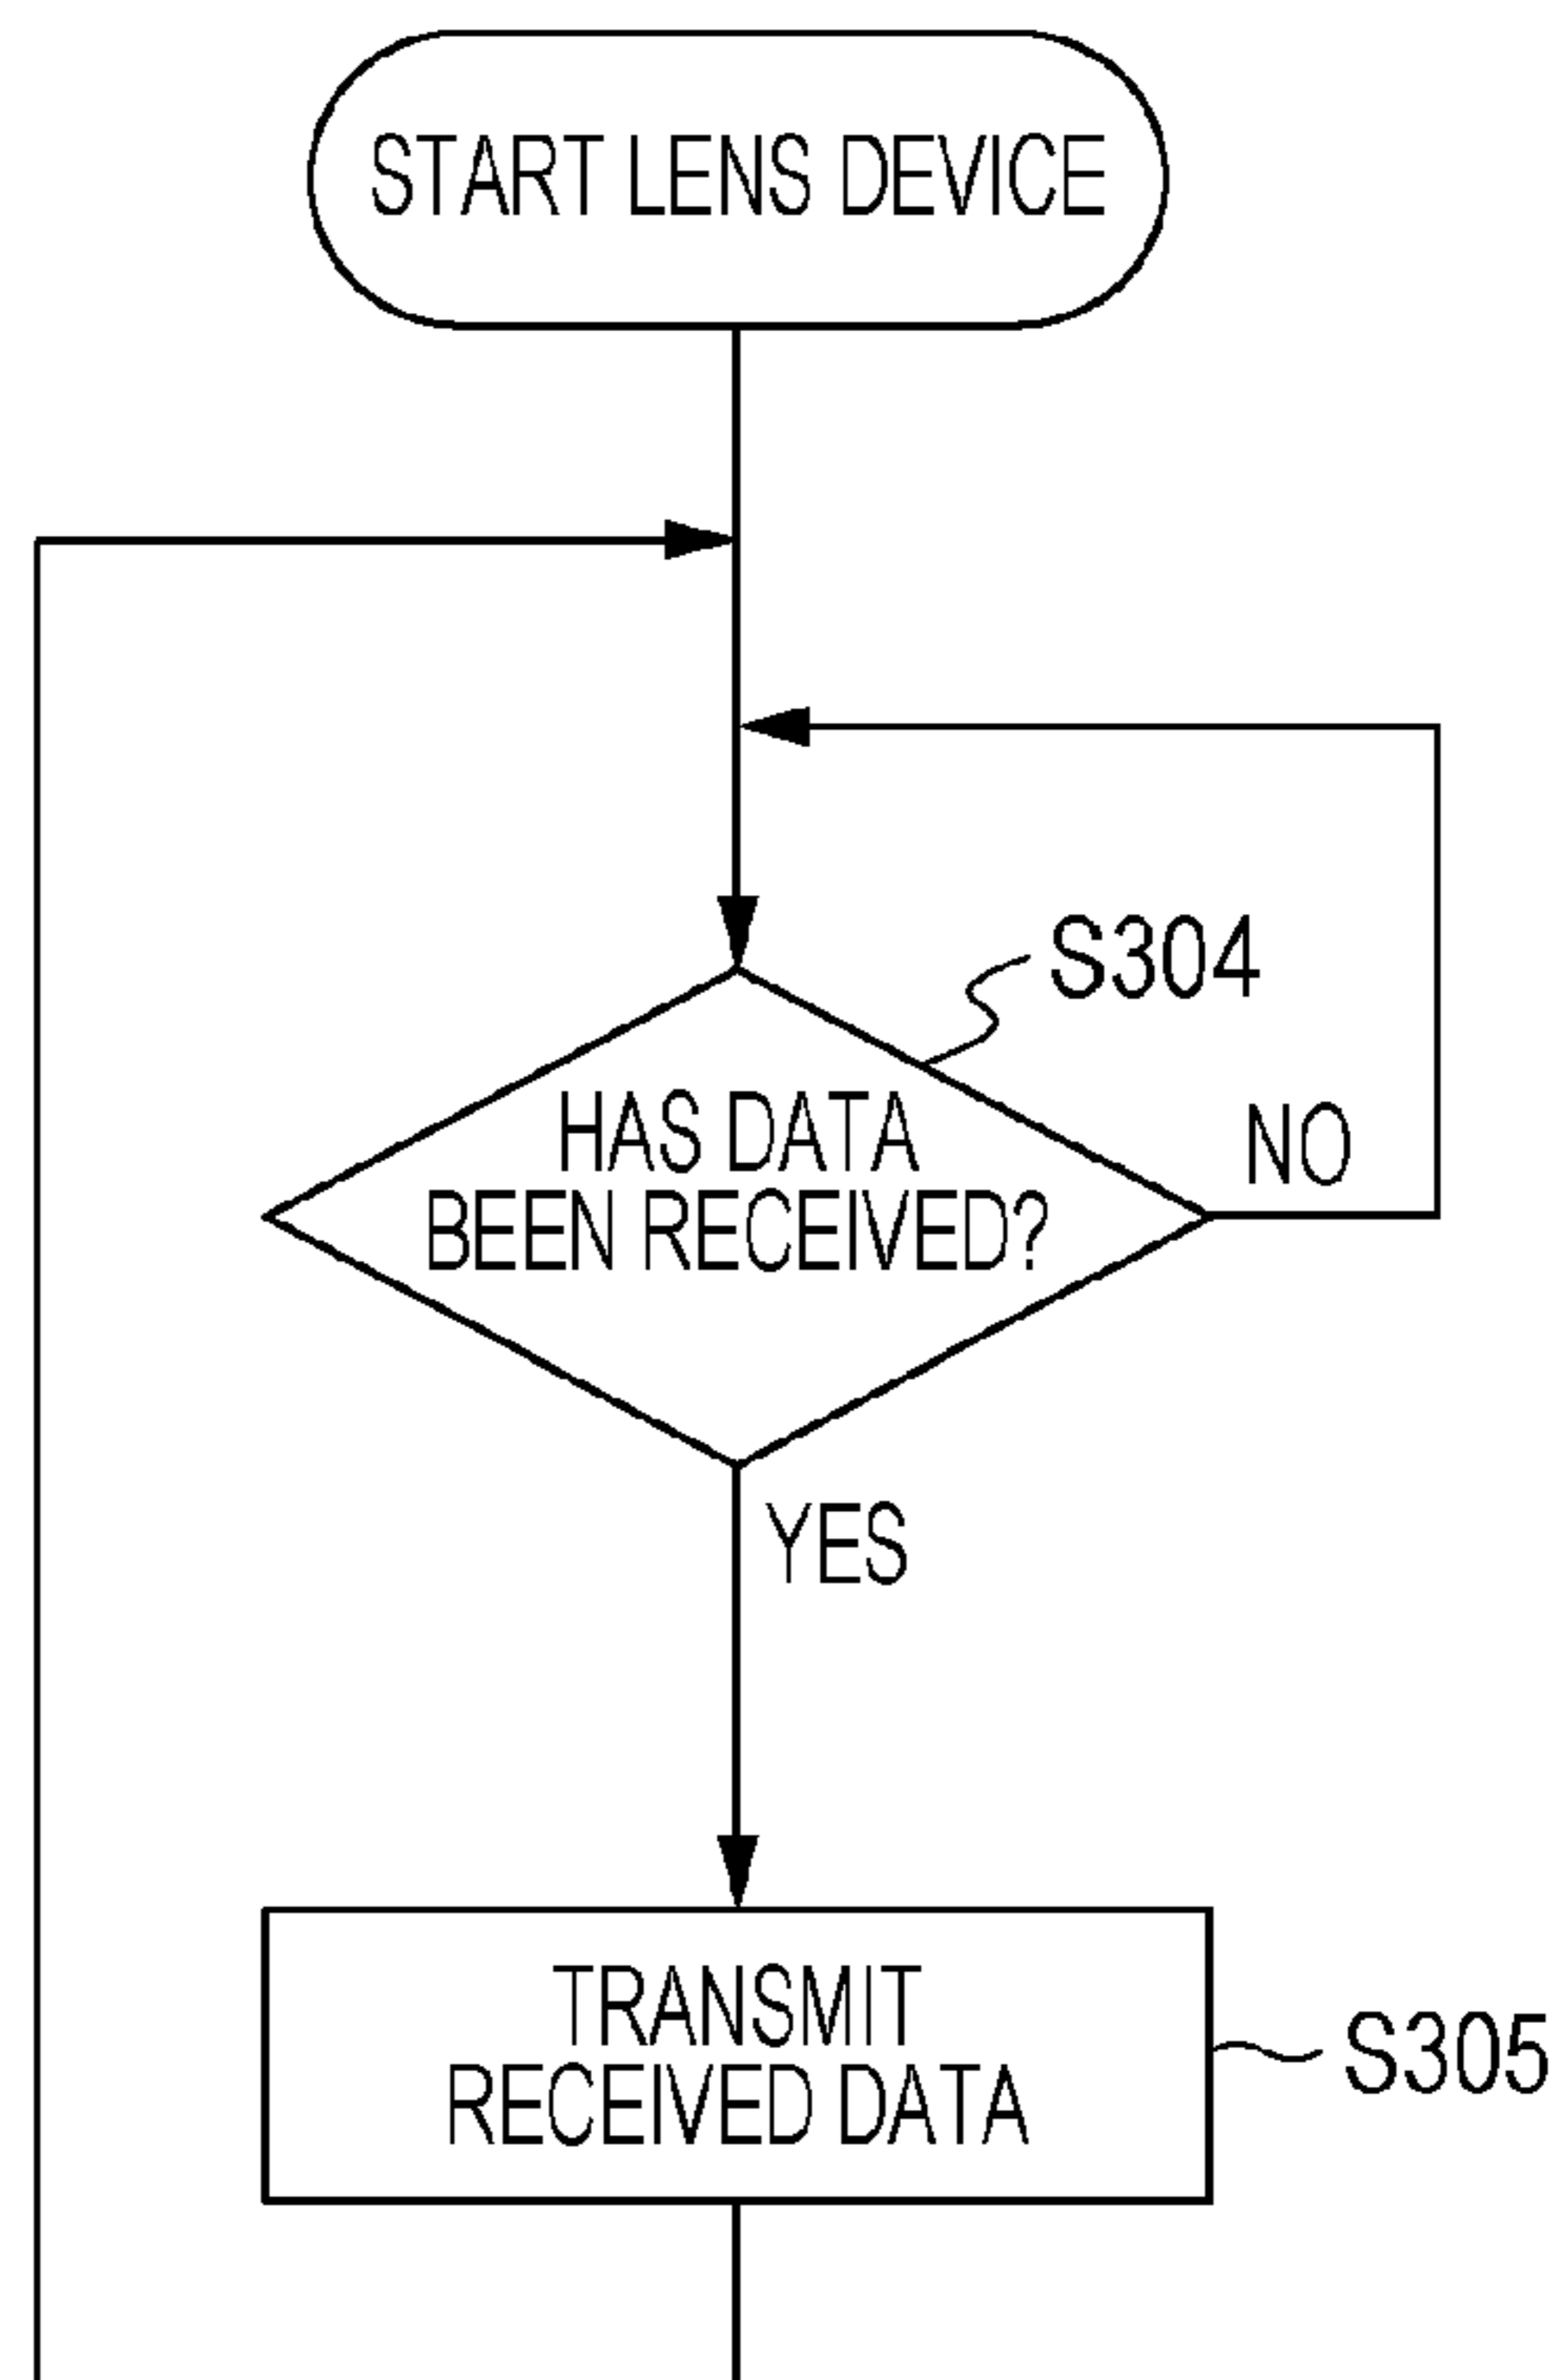 START LENS DEVICE
S304
HAS DATA
BEEN RECEIVED?
NO
YES
TRANSMIT
RECEIVED DATA
S305